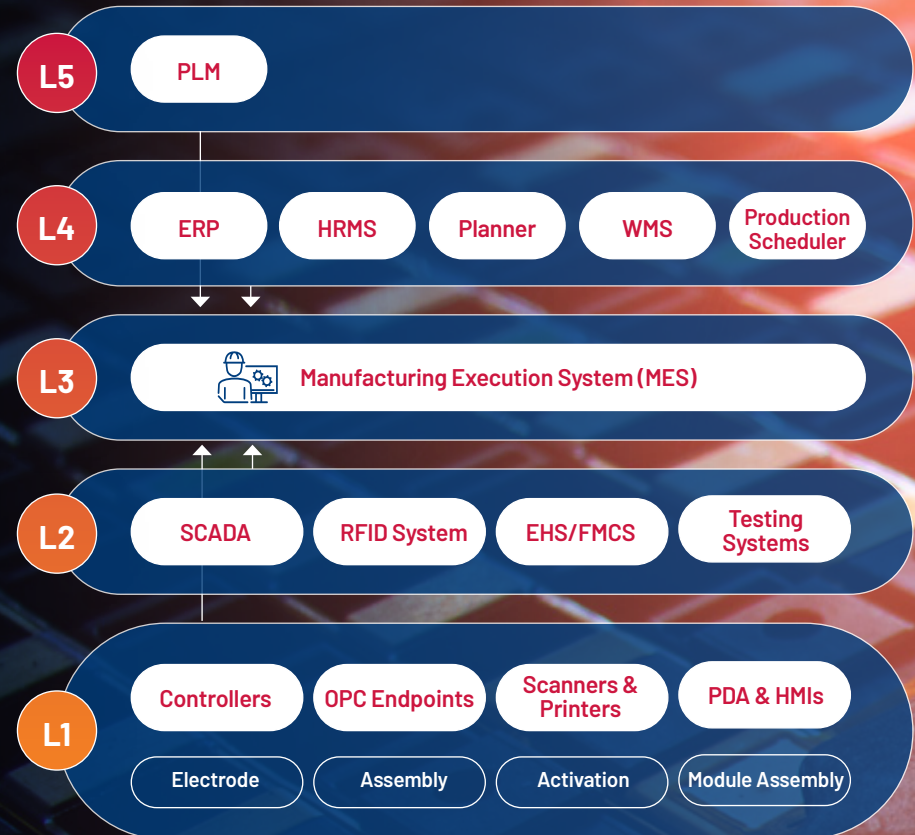 L5
PLM
L4
ERP
HRMS
Planner
WMS
Production
Scheduler
L3
Manufacturing Execution System (MES)
L2
SCADA
RFID System
EHS/FMCS
Testing
Systems
L1
Controllers
OPC Endpoints
Scanners &
Printers
PDA & HMIs
Electrode
Assembly
Activation
Module Assembly